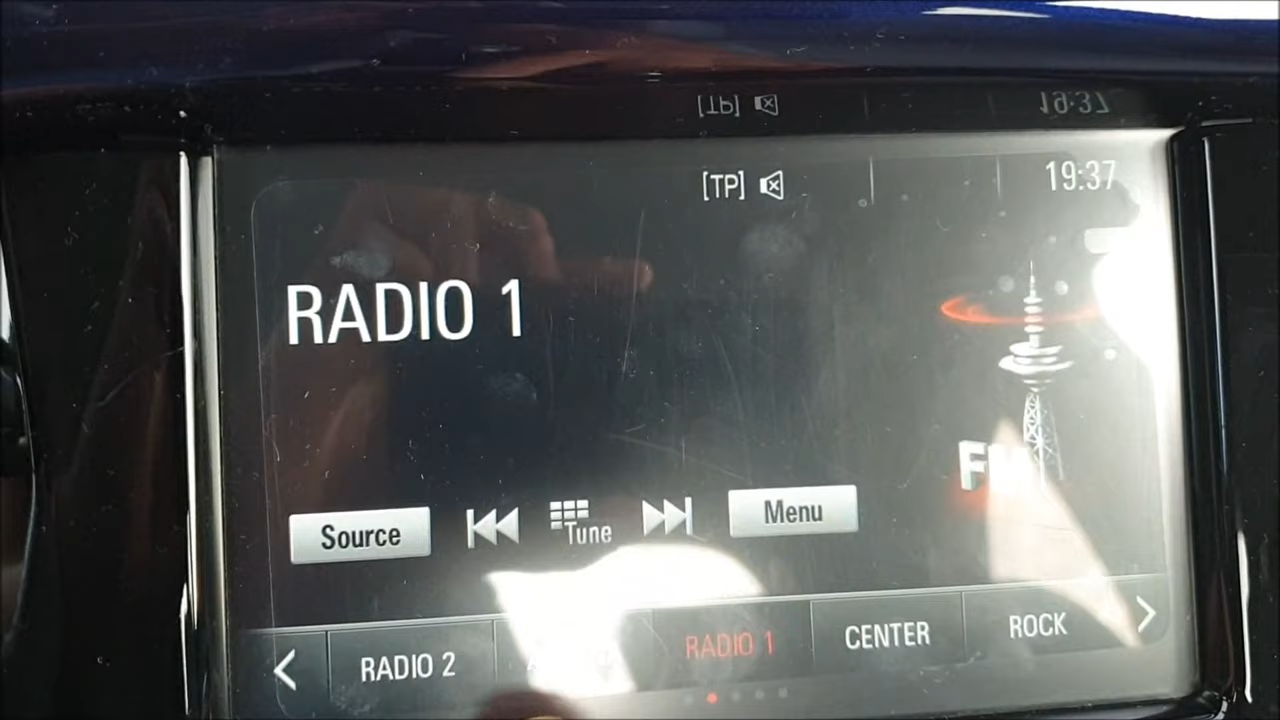 [TP] 19:37
RADIO 1
Source Tune Menu
RADIO 2 RADIO 1 CENTER ROCK